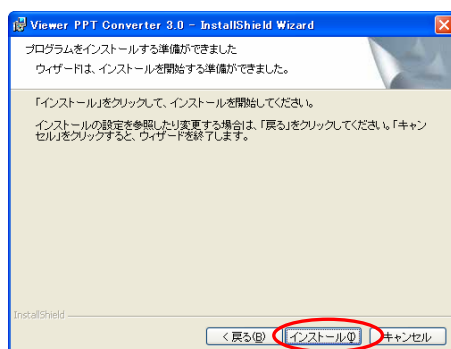 Viewer PPT Converter 3.0 - InstallShield Wizard
プログラムをインストールする準備ができました
ウィザードは、インストールを開始する準備ができました。
「インストール」をクリックして、インストールを開始してください。
インストールの設定を参照したり変更する場合は、「戻る」をクリックしてください。「キャン
セル」をクリックすると、ウィザードを終了します。
InstallShield
< 戻る(B) インストール(I) キャンセル